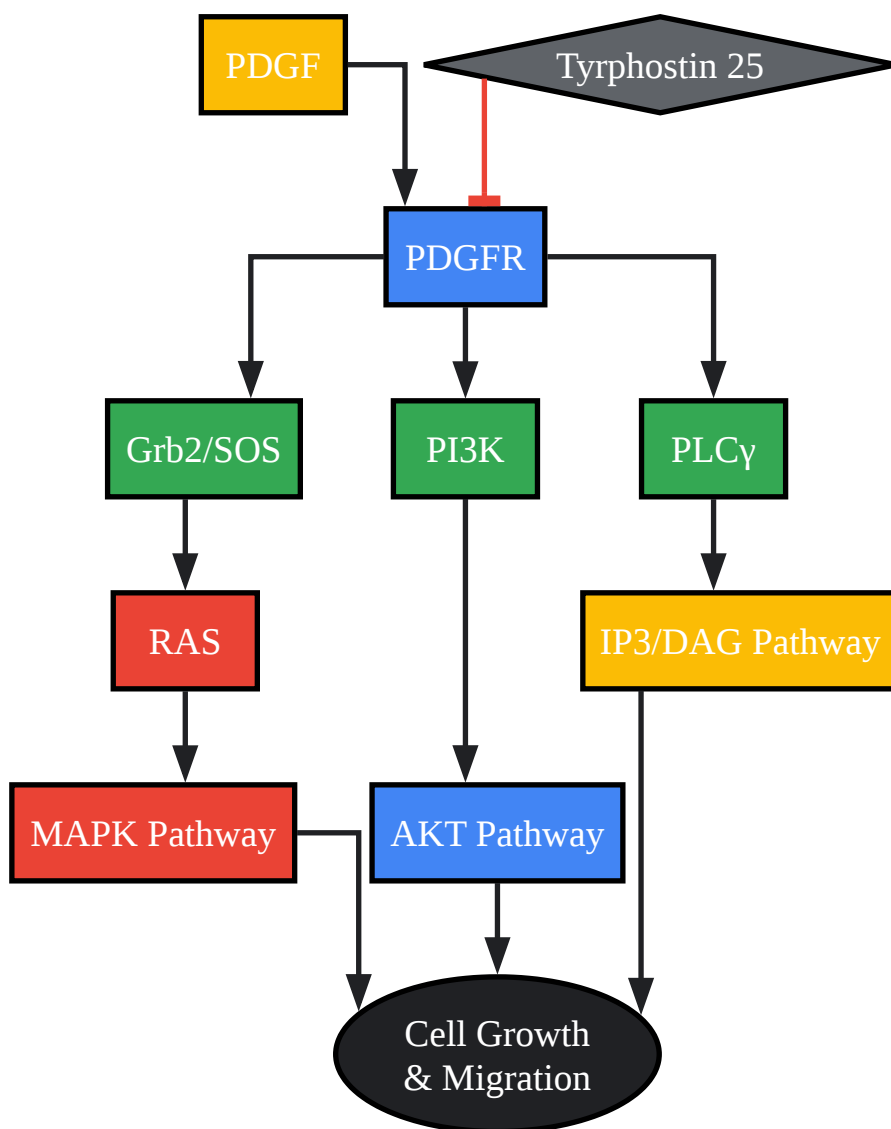 PDGF
Tyrphostin 25
PDGFR
Grb2/SOS
PI3K
PLCγ
RAS
IP3/DAG Pathway
MAPK Pathway
AKT Pathway
Cell Growth
& Migration